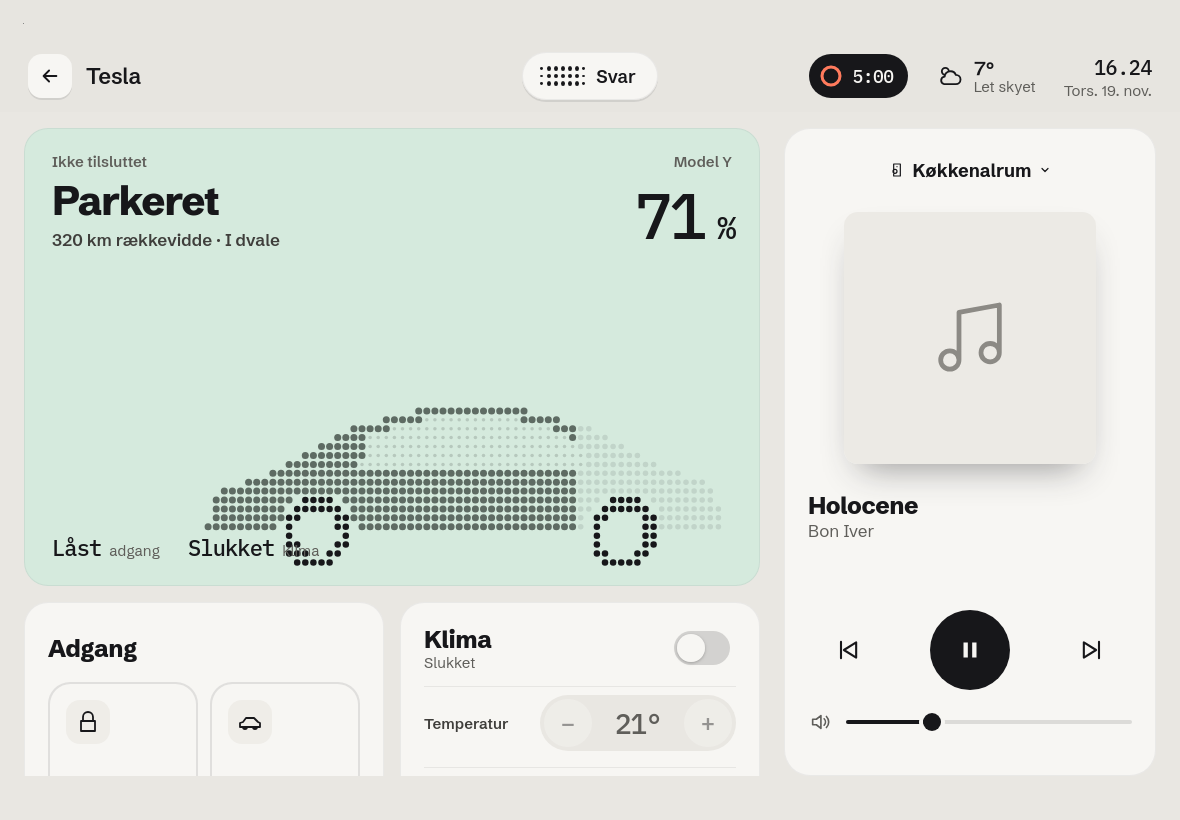 Tesla
Svar
5:00
7°
Let skyet
16.24
Tors. 19. nov.
Ikke tilsluttet
Model Y
Parkeret
71 %
320 km rækkevidde · I dvale
Låst adgang
Slukket klima
Køkkenalrum
Holocene
Bon Iver
Adgang
Klima
Slukket
Temperatur
− 21° +